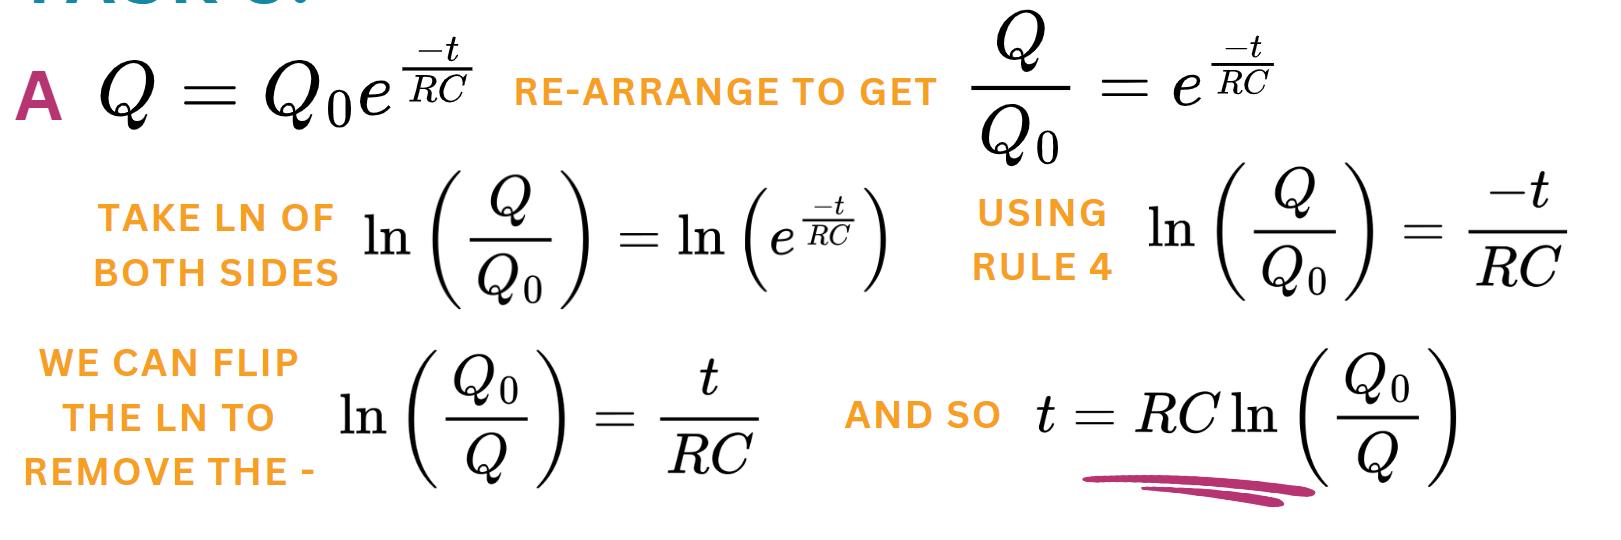 A Q = Q₀e^(-t/RC) RE-ARRANGE TO GET Q/Q₀ = e^(-t/RC)
TAKE LN OF
BOTH SIDES
ln(Q/Q₀) = ln(e^(-t/RC))
USING
RULE 4
ln(Q/Q₀) = -t/RC
WE CAN FLIP
THE LN TO
REMOVE THE -
ln(Q₀/Q) = t/RC
AND SO t = RC ln(Q₀/Q)